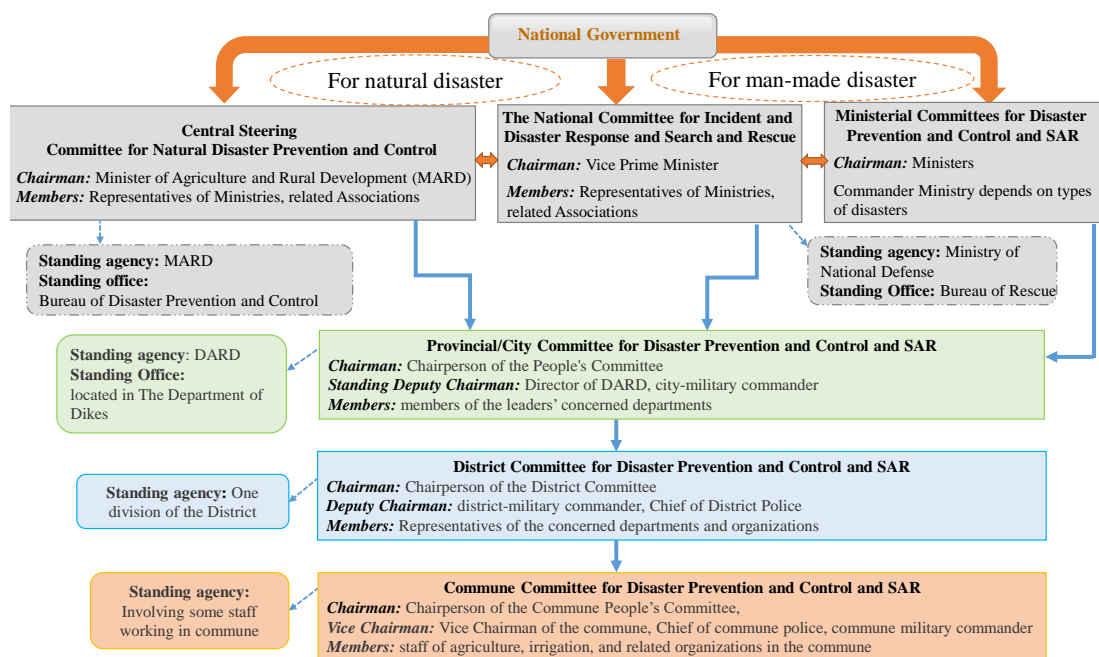 National Government
For natural disaster
For man-made disaster
Central Steering
Committee for Natural Disaster Prevention and Control
Chairman: Minister of Agriculture and Rural Development (MARD)
Members: Representatives of Ministries, related Associations
The National Committee for Incident and
Disaster Response and Search and Rescue
Chairman: Vice Prime Minister
Members: Representatives of Ministries,
related Associations
Ministerial Committees for Disaster
Prevention and Control and SAR
Chairman: Ministers
Commander Ministry depends on types
of disasters
Standing agency: MARD
Standing office:
Bureau of Disaster Prevention and Control
Standing agency: Ministry of
National Defense
Standing Office: Bureau of Rescue
Standing agency: DARD
Standing Office:
located in The Department of
Dikes
Provincial/City Committee for Disaster Prevention and Control and SAR
Chairman: Chairperson of the People's Committee
Standing Deputy Chairman: Director of DARD, city-military commander
Members: members of the leaders’ concerned departments
Standing agency: One
division of the District
District Committee for Disaster Prevention and Control and SAR
Chairman: Chairperson of the District Committee
Deputy Chairman: district-military commander, Chief of District Police
Members: Representatives of the concerned departments and organizations
Standing agency:
Involving some staff
working in commune
Commune Committee for Disaster Prevention and Control and SAR
Chairman: Chairperson of the Commune People’s Committee,
Vice Chairman: Vice Chairman of the commune, Chief of commune police, commune military commander
Members: staff of agriculture, irrigation, and related organizations in the commune